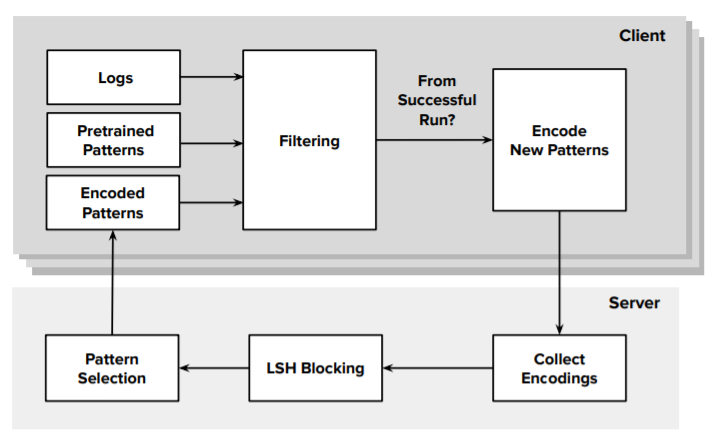 Client
Logs
Pretrained
Patterns
Encoded
Patterns
Filtering
From
Successful
Run?
Encode
New Patterns
Server
Pattern
Selection
LSH Blocking
Collect
Encodings